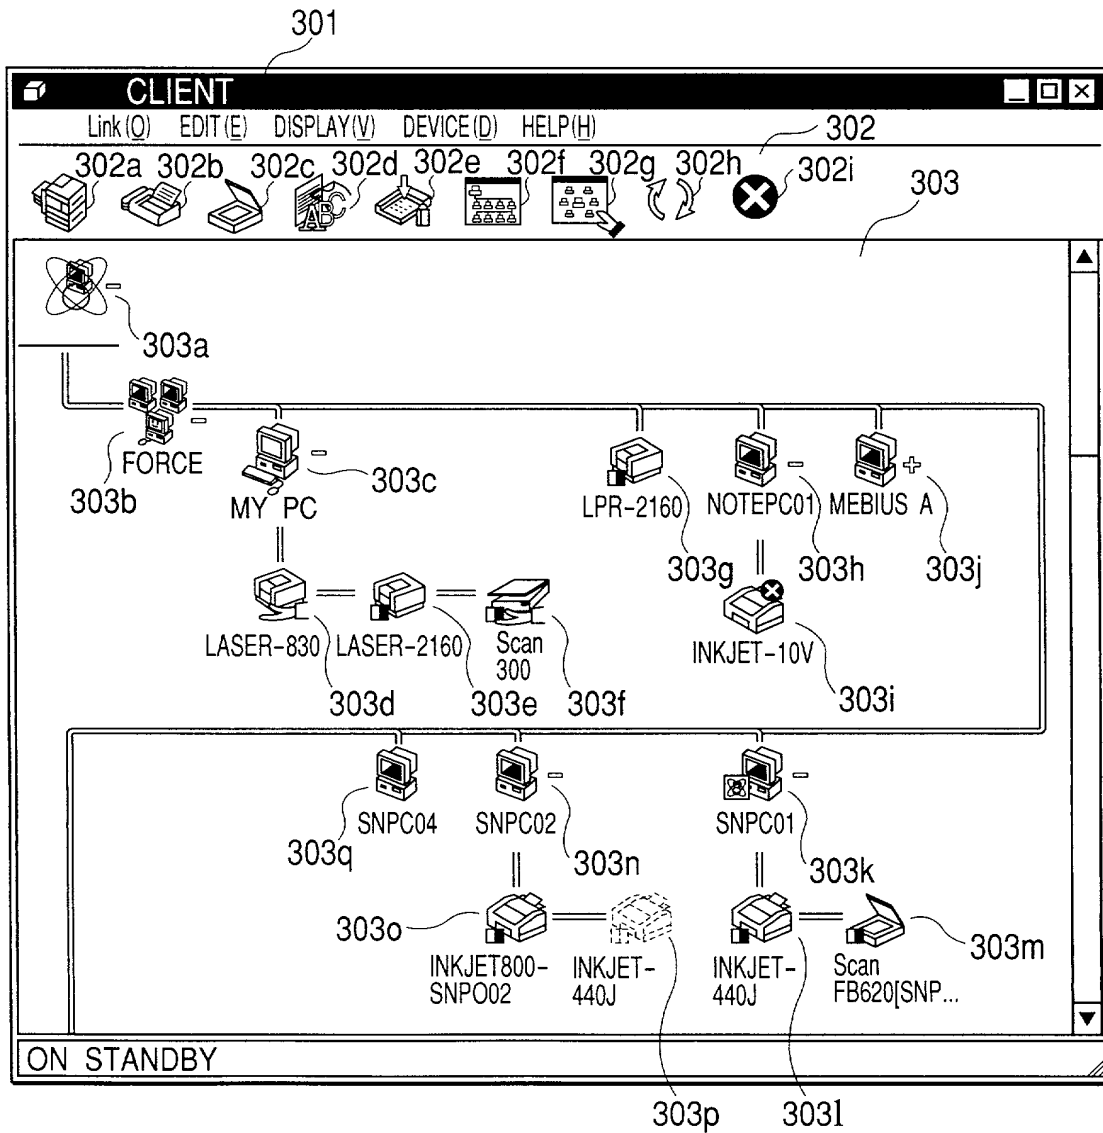 301
CLIENT
Link(O) EDIT(E) DISPLAY(V) DEVICE(D) HELP(H)
302
302a 302b 302c 302d 302e 302f 302g 302h 302i
ABC
303
303a
FORCE
303b
MY PC
303c
LPR-2160 NOTEPC01 MEBIUS A
303g 303h 303j
LASER-830 LASER-2160 Scan
300
INKJET-10V
303d 303e 303f 303i
SNPC04 SNPC02 SNPC01
303q 303n 303k
303o 303m
INKJET800-
SNPO02
INKJET-
440J
INKJET-
440J
Scan
FB620[SNP...
ON STANDBY
303p 303l